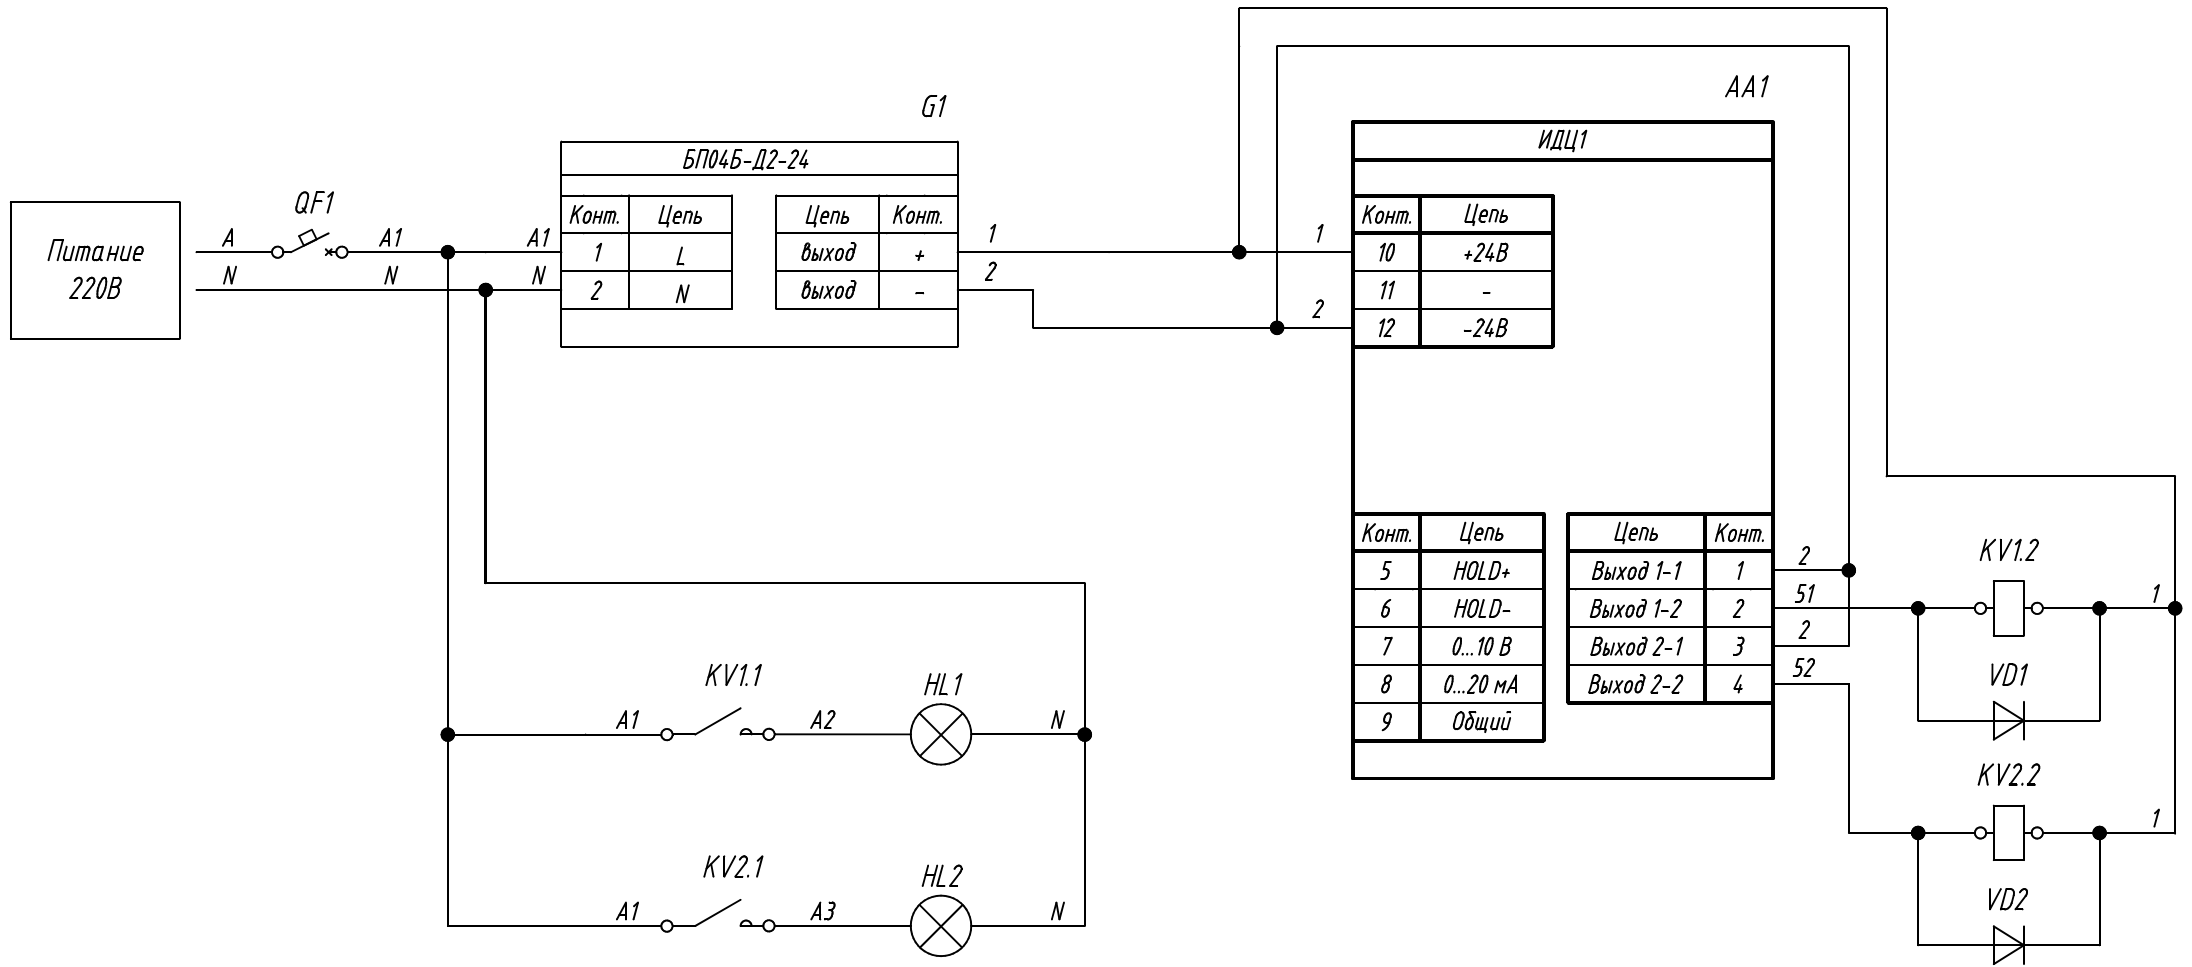 AA1
G1
ИДЦ1
БП04Б-Д2-24
QF1
Питание
220В
A
A1
A1
N
N
N
Конт. Цепь
1 L
2 N
Цепь Конт.
выход +
выход -
1
2
1
2
Конт. Цепь
10 +24В
11 -
12 -24В
Конт. Цепь
5 HOLD+
6 HOLD-
7 0...10 В
8 0...20 мА
9 Общий
Цепь Конт.
Выход 1-1 1
Выход 1-2 2
Выход 2-1 3
Выход 2-2 4
2
51
2
52
KV1.2
1
VD1
KV2.2
1
VD2
KV1.1
HL1
A1
A2
N
KV2.1
HL2
A1
A3
N